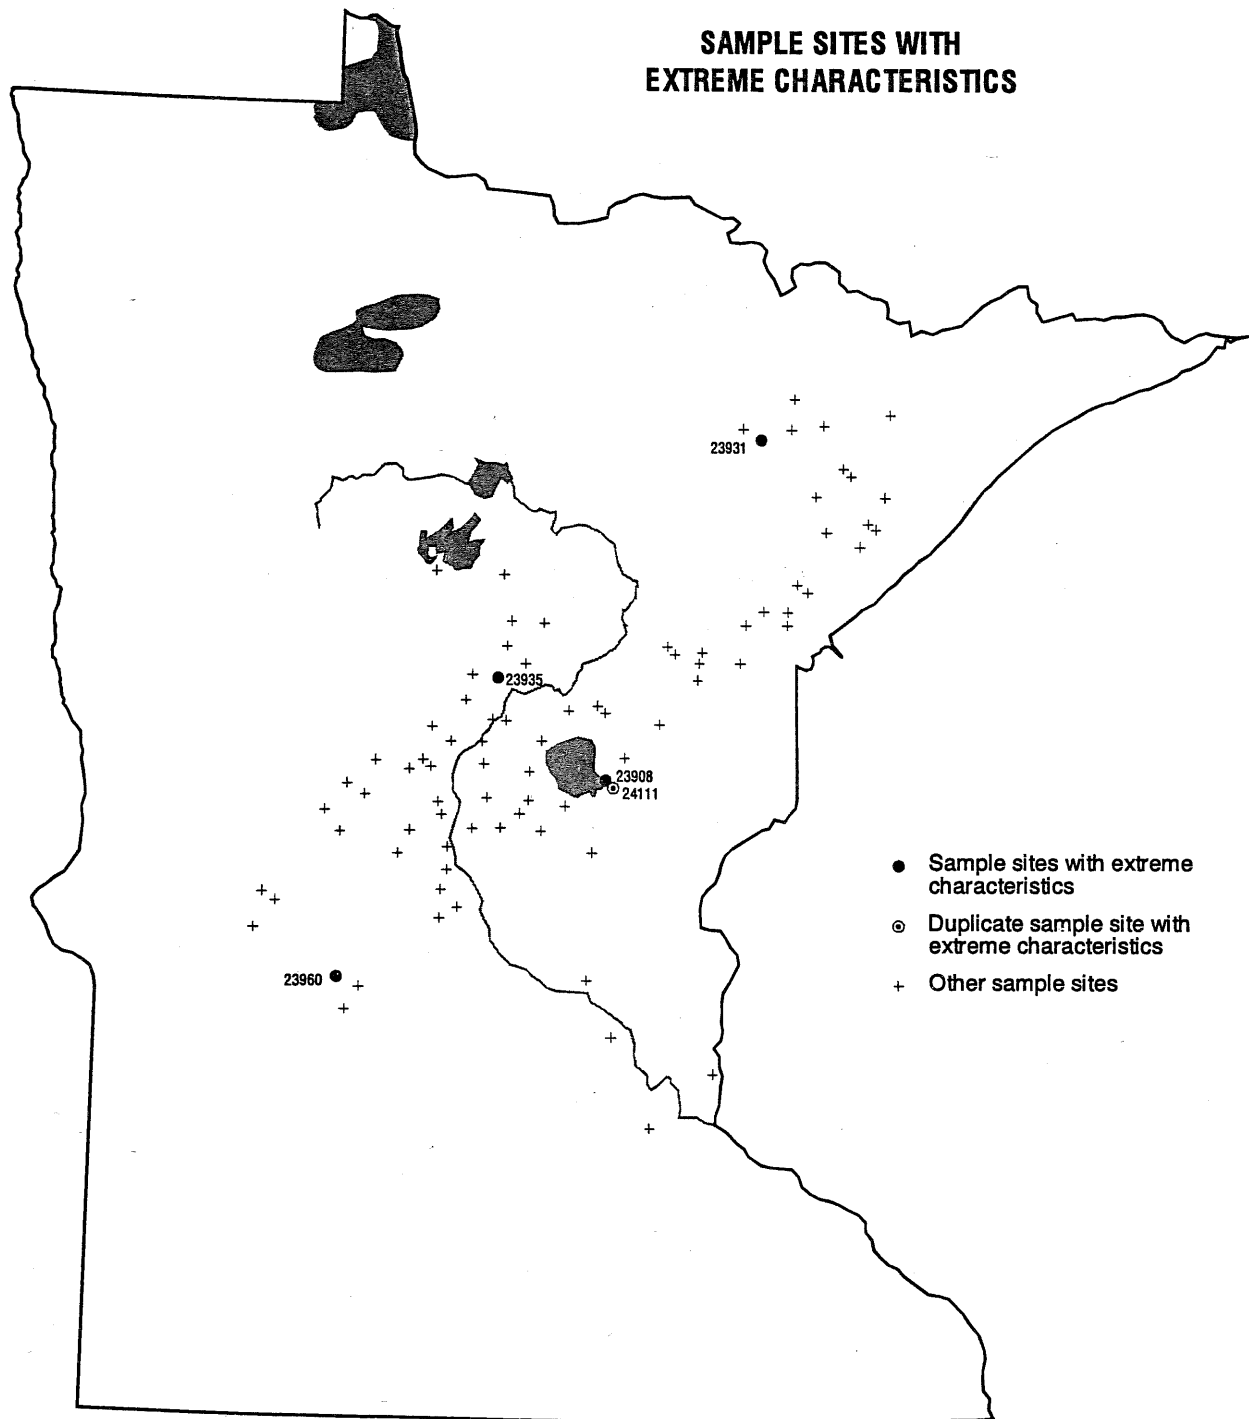 SAMPLE SITES WITH
EXTREME CHARACTERISTICS
23931
23935
23908
24111
Sample sites with extreme
characteristics
Duplicate sample site with
extreme characteristics
Other sample sites
23960